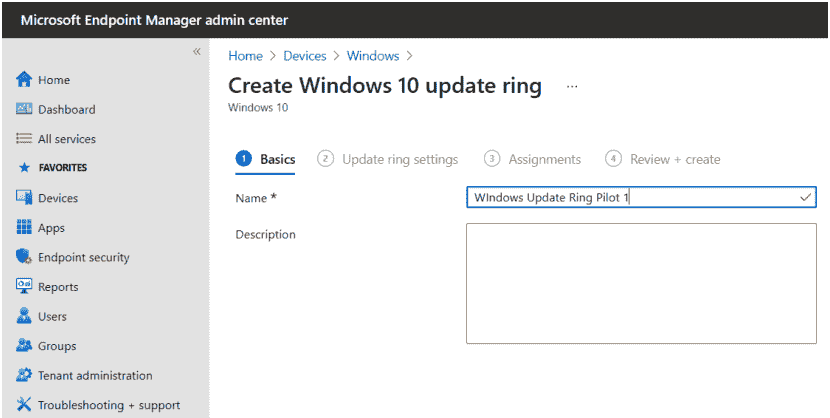 Microsoft Endpoint Manager admin center
«
Home
Dashboard
All services
FAVORITES
Devices
Apps
Endpoint security
Reports
Users
Groups
Tenant administration
Troubleshooting + support
Home > Devices > Windows >
Create Windows 10 update ring ...
Windows 10
1 Basics 2 Update ring settings 3 Assignments 4 Review + create
Name * WIndows Update Ring Pilot 1
Description